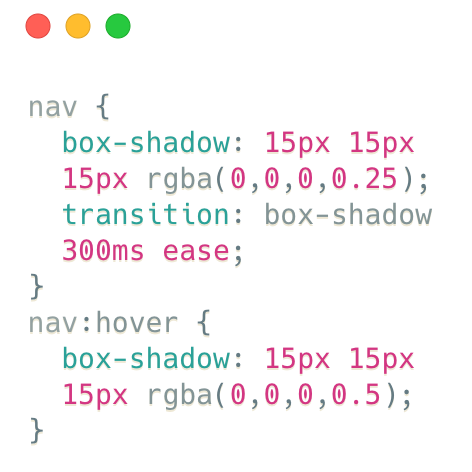 nav {
  box-shadow: 15px 15px
  15px rgba(0,0,0,0.25);
  transition: box-shadow
  300ms ease;
}
nav:hover {
  box-shadow: 15px 15px
  15px rgba(0,0,0,0.5);
}